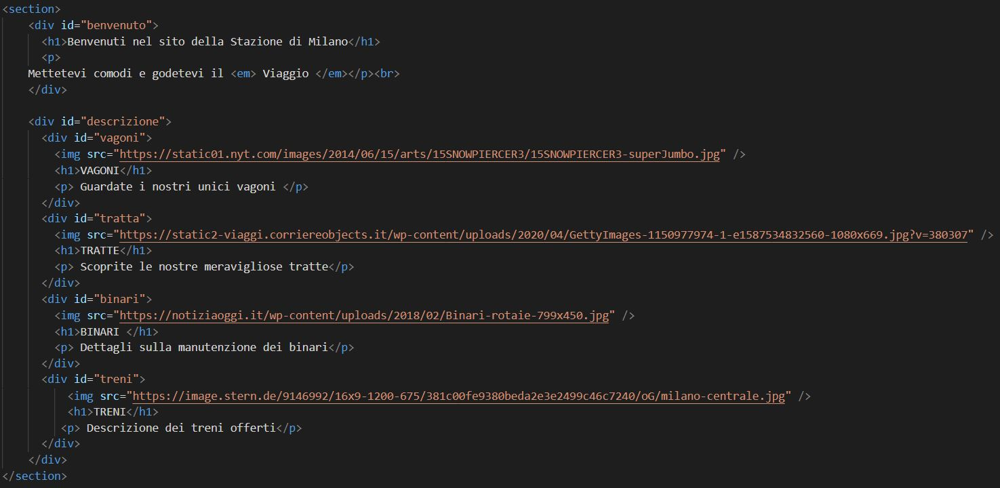 <section>
<div id="benvenuto">
<h1>Benvenuti nel sito della Stazione di Milano</h1>
<p>
Mettetevi comodi e godetevi il <em> Viaggio </em></p><br>
</div>
<div id="descrizione">
<div id="vagoni">
<img src="https://static01.nyt.com/images/2014/06/15/arts/15SNOWPIERCER3/15SNOWPIERCER3-superJumbo.jpg" />
<h1>VAGONI</h1>
<p> Guardate i nostri unici vagoni </p>
</div>
<div id="tratta">
<img src="https://static2-viaggi.corriereobjects.it/wp-content/uploads/2020/04/GettyImages-1150977974-1-e1587534832560-1080x669.jpg?v=380307" />
<h1>TRATTE</h1>
<p> Scoprite le nostre meravigliose tratte</p>
</div>
<div id="binari">
<img src="https://notiziaoggi.it/wp-content/uploads/2018/02/Binari-rotaie-799x450.jpg" />
<h1>BINARI </h1>
<p> Dettagli sulla manutenzione dei binari</p>
</div>
<div id="treni">
<img src="https://image.stern.de/9146992/16x9-1200-675/381c00fe9380beda2e3e2499c46c7240/oG/milano-centrale.jpg" />
<h1>TRENI</h1>
<p> Descrizione dei treni offerti</p>
</div>
</div>
</section>